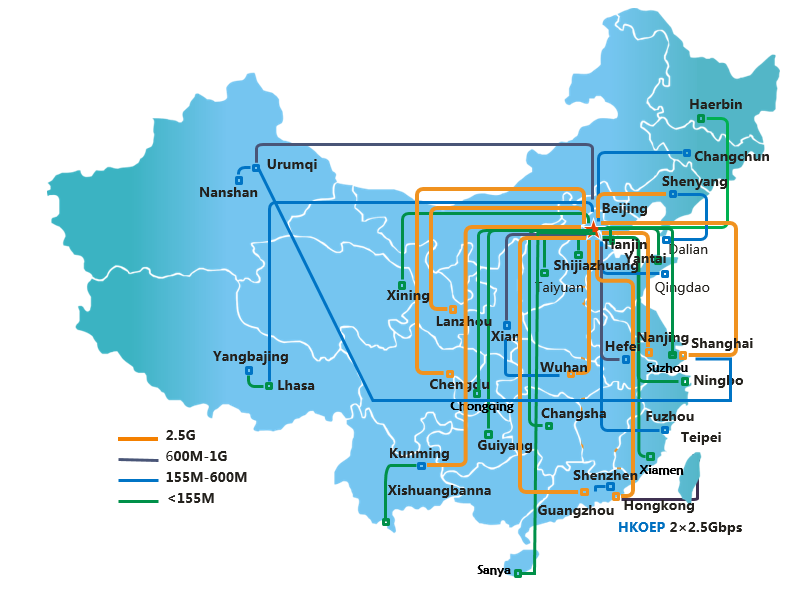 Haerbin
Changchun
Urumqi
Shenyang
Nanshan
Beijing
Tianjin
Dalian
Yantai
Shijiazhuang
Taiyuan
Qingdao
Xining
Lanzhou
Xian
Nanjing
Shanghai
Hefei
Yangbajing
Wuhan
Suzhou
Lhasa
Chengdu
Ningbo
Chongqing
Changsha
Fuzhou
2.5G
Teipei
Guiyang
600M-1G
Kunming
Xiamen
155M-600M
Shenzhen
Xishuangbanna
<155M
Guangzhou
Hongkong
HKOEP 2×2.5Gbps
Sanya